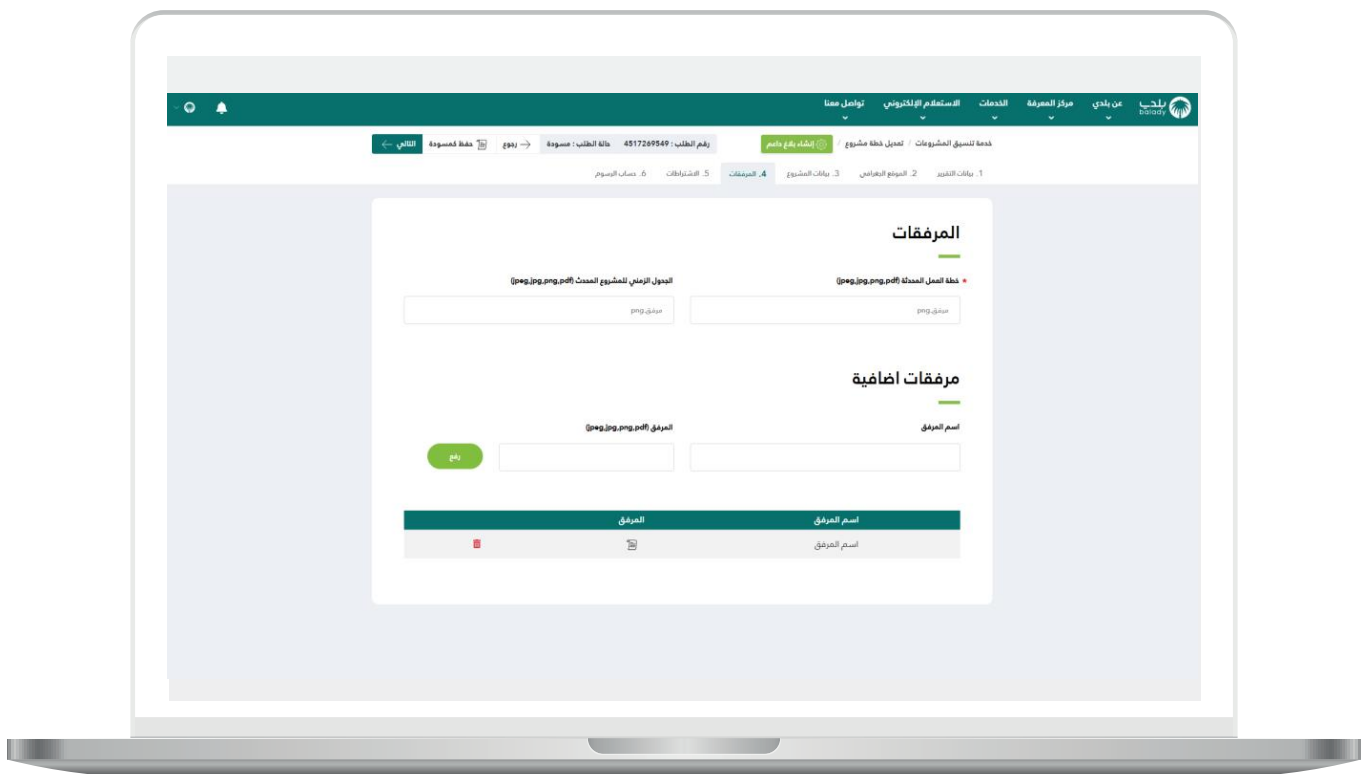 بلدي balady
عن بلدي مركز المعرفة الخدمات الاستعلام الإلكتروني تواصل معنا
خدمة تنسيق المشروعات / تعديل خطة مشروع / إنشاء بلاغ داعم رقم الطلب : 4517269549 حالة الطلب : مسودة رجوع حفظ كمسودة التالي
1. بيانات التقرير 2. الموقع الجغرافي 3. بيانات المشروع 4. المرفقات 5. الاشتراطات 6. حساب الرسوم
المرفقات
* خطة العمل المحدثة (jpeg,jpg,png,pdf) الجدول الزمني للمشروع المحدث (jpeg,jpg,png,pdf)
مرفق.png مرفق.png
مرفقات اضافية
اسم المرفق المرفق (jpeg,jpg,png,pdf)
رفع
اسم المرفق المرفق
اسم المرفق